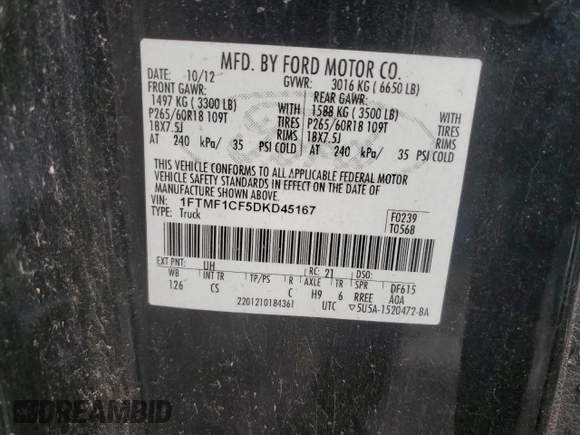 MFD. BY FORD MOTOR CO.
DATE: 10/12 GVWR: 3016 KG ( 6650 LB)
FRONT GAWR: REAR GAWR:
1497 KG ( 3300 LB) WITH 1588 KG ( 3500 LB) WITH
P265/60R18 109T TIRES P265/60R18 109T TIRES
18X7.5J RIMS 18X7.5J RIMS
AT 240 kPa/ 35 PSI COLD AT 240 kPa/ 35 PSI COLD
THIS VEHICLE CONFORMS TO ALL APPLICABLE FEDERAL MOTOR
VEHICLE SAFETY STANDARDS IN EFFECT ON THE DATE OF
MANUFACTURE SHOWN ABOVE.
VIN: 1FTMF1CF5DKD45167 F0239
TYPE: Truck T0568
EXT PNT: UH RC: 21 DSO:
WB INT TR TP/PS R AXLE TR SPR DF615
126 CS C H9 6 RREE AOA
2201210184361 UTC ▽5U5A-1520472-BA
DREAMBID